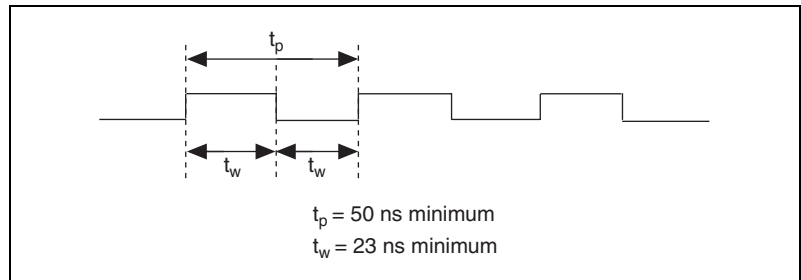 tp
tw tw
tp = 50 ns minimum
tw = 23 ns minimum